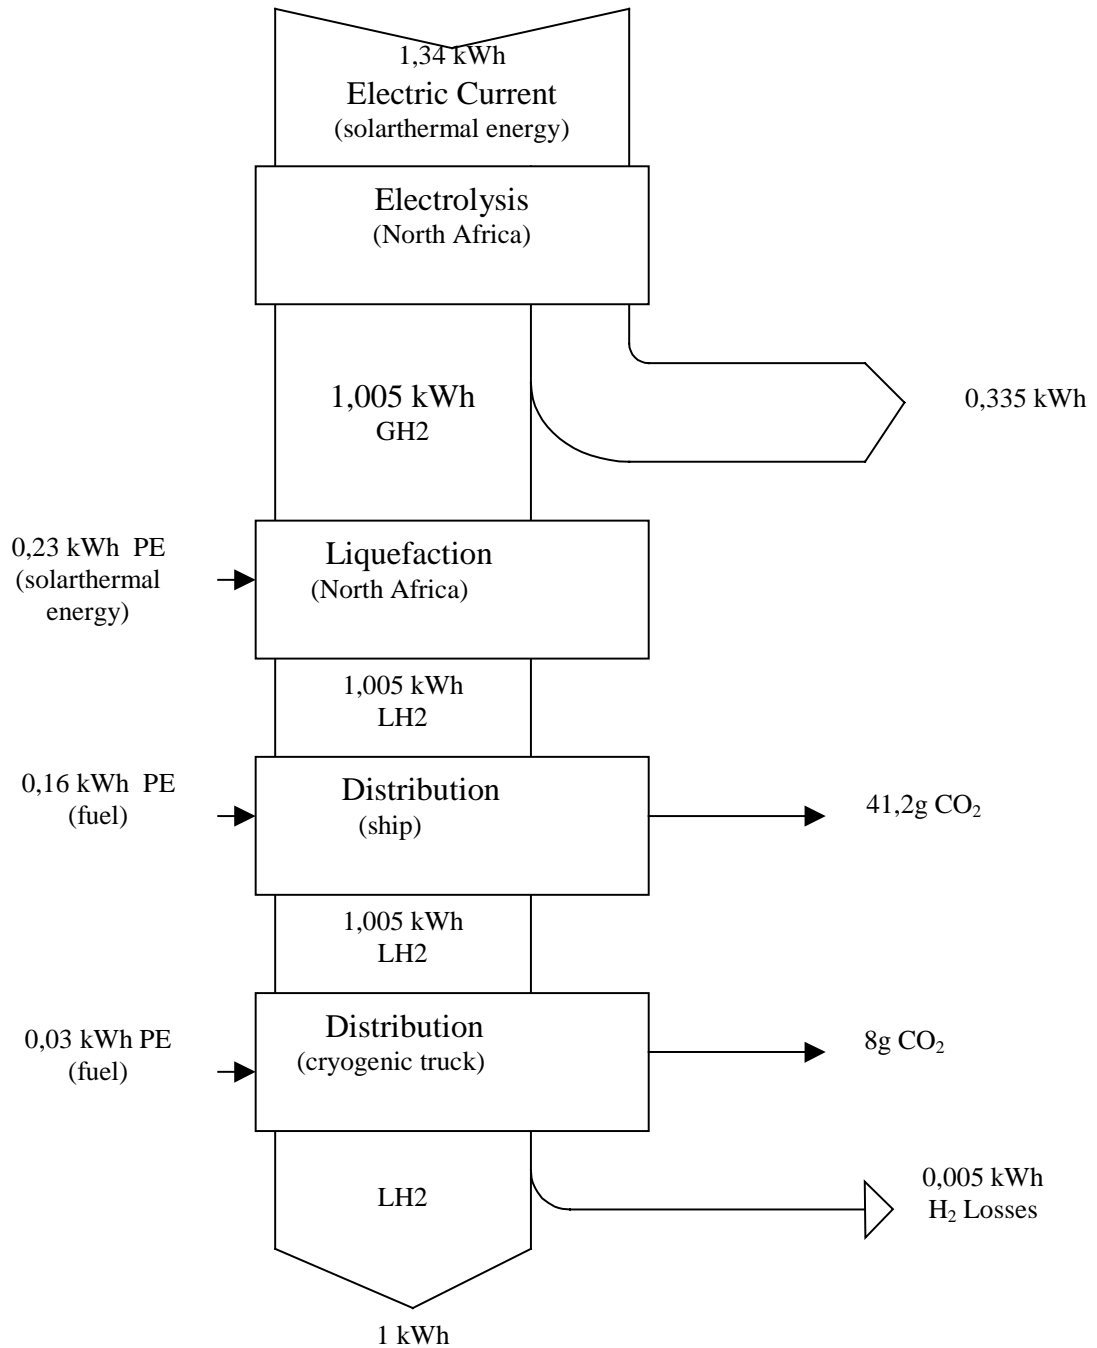 1,34 kWh
Electric Current
(solarthermal energy)
Electrolysis
(North Africa)
1,005 kWh
GH2
0,335 kWh
0,23 kWh  PE
(solarthermal
energy)
Liquefaction
(North Africa)
1,005 kWh
LH2
0,16 kWh  PE
(fuel)
Distribution
(ship)
41,2g CO₂
1,005 kWh
LH2
0,03 kWh PE
(fuel)
Distribution
(cryogenic truck)
8g CO₂
LH2
0,005 kWh
H₂ Losses
1 kWh